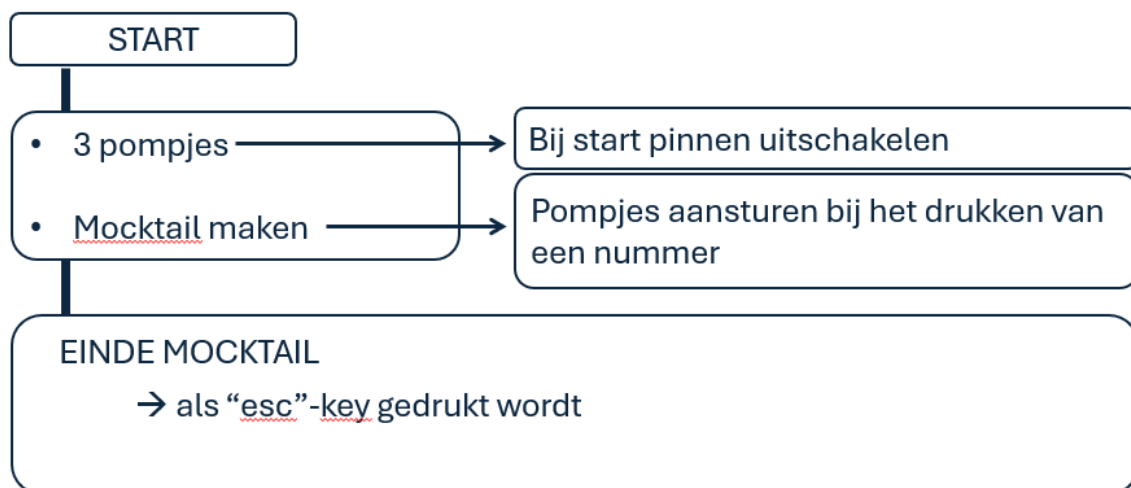 START
• 3 pompjes
Bij start pinnen uitschakelen
• Mocktail maken
Pompjes aansturen bij het drukken van
een nummer
EINDE MOCKTAIL
→ als “esc”-key gedrukt wordt